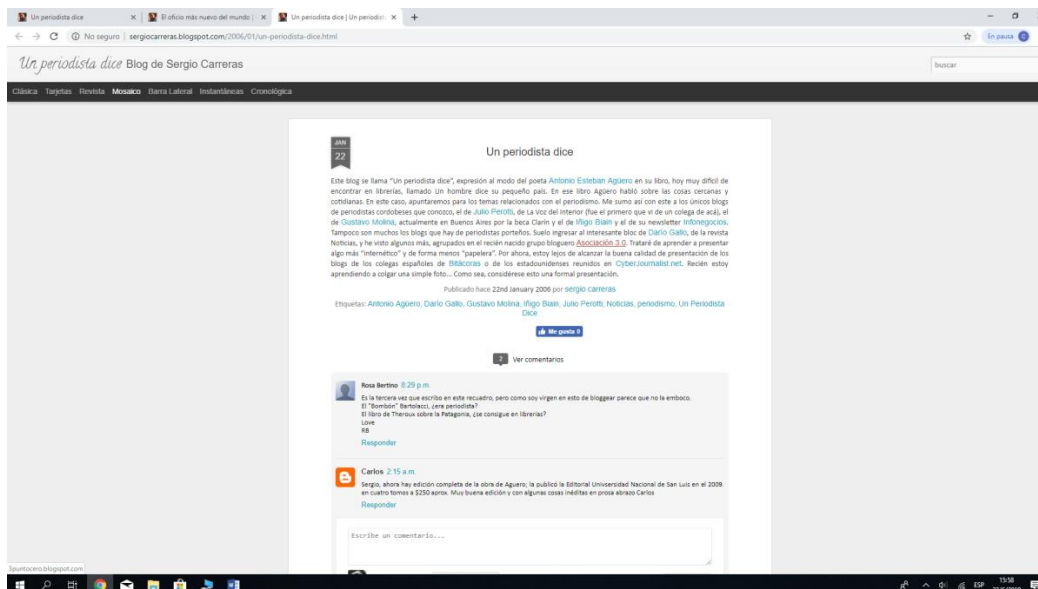 Un periodista dice
El oficio más nuevo del mundo |
Un periodista dice | Un periodist
No seguro | sergiocarreras.blogspot.com/2006/01/un-periodista-dice.html
En pausa
Un periodista dice Blog de Sergio Carreras
buscar
Clásica Tarjetas Revista Mosaico Barra Lateral Instantáneas Cronológica
JAN
22
Un periodista dice
Este blog se llama "Un periodista dice", expresión al modo del poeta Antonio Esteban Agüero en su libro, hoy muy difícil de
encontrar en librerías, llamado Un hombre dice su pequeño país. En ese libro Agüero habló sobre las cosas cercanas y
cotidianas. En este caso, apuntaremos para los temas relacionados con el periodismo. Me sumo así con este a los únicos blogs
de periodistas cordobeses que conozco, el de Julio Perotti, de La Voz del Interior (fue el primero que vi de un colega de acá), el
de Gustavo Molina, actualmente en Buenos Aires por la beca Clarín y el de Iñigo Biain y el de su newsletter Infonegocios.
Tampoco son muchos los blogs que hay de periodistas porteños. Suelo ingresar al interesante bloc de Darío Gallo, de la revista
Noticias, y he visto algunos más, agrupados en el recién nacido grupo bloguero Asociación 3.0. Trataré de aprender a presentar
algo más "internético" y de forma menos "papelera". Por ahora, estoy lejos de alcanzar la buena calidad de presentación de los
blogs de los colegas españoles de Bitácoras o de los estadounidenses reunidos en CyberJournalist.net. Recién estoy
aprendiendo a colgar una simple foto... Como sea, considérese esto una formal presentación.
Publicado hace 22nd January 2006 por sergio carreras
Etiquetas: Antonio Agüero, Darío Gallo, Gustavo Molina, Iñigo Biain, Julio Perotti, Noticias, periodismo, Un Periodista
Dice
Me gusta 0
2 Ver comentarios
Rosa Bertino 8:29 p.m.
Es la tercera vez que escribo en este recuadro, pero como soy virgen en esto de bloggear parece que no la emboco.
El "Bombón" Bertolacci, ¿era periodista?
El libro de Theroux sobre la Patagonia, ¿se consigue en librerías?
Love
RB
Responder
Carlos 2:15 a.m.
Sergio, ahora hay edición completa de la obra de Aguero; la publicó la Editorial Univsersidad Nacional de San Luis en el 2009
en cuatro tomos a $250 aprox. Muy buena edición y con algunas cosas inéditas en prosa abrazo Carlos
Responder
Escribe un comentario...
3puntocero.blogspot.com
ESP
15:58